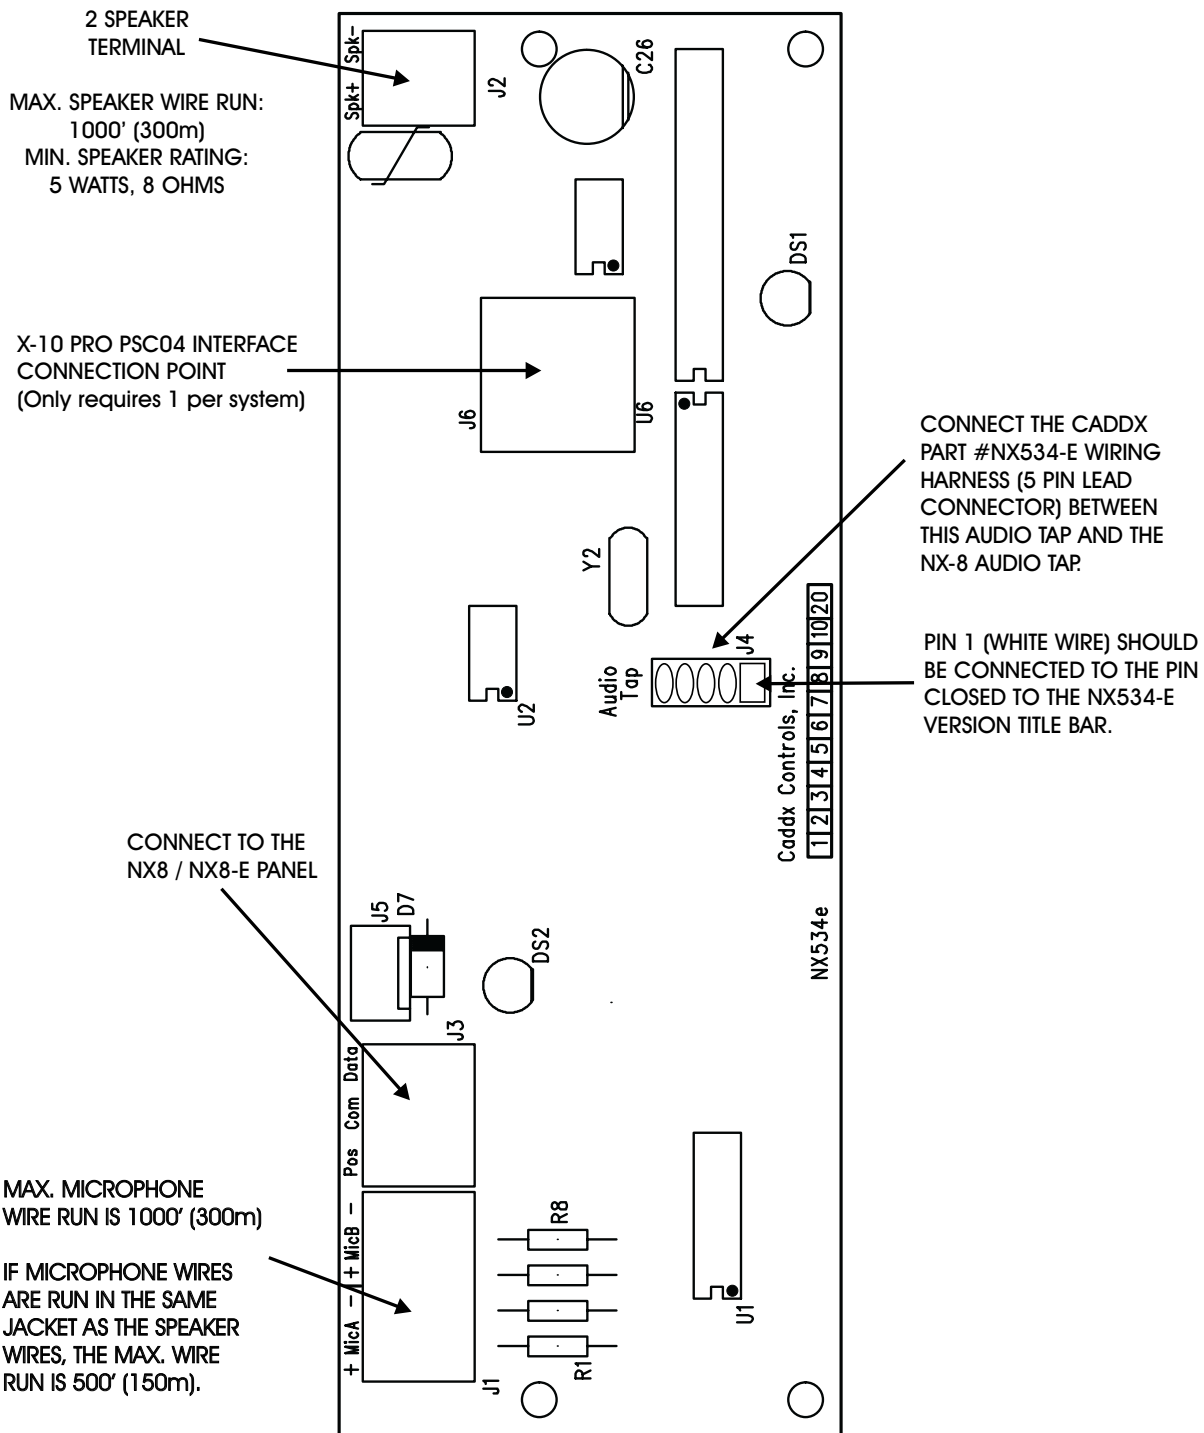 2 SPEAKER
TERMINAL
MAX. SPEAKER WIRE RUN:
1000' (300m)
MIN. SPEAKER RATING:
5 WATTS, 8 OHMS
Spk+ Spk-
J2
C26
DS1
X-10 PRO PSC04 INTERFACE
CONNECTION POINT
(Only requires 1 per system)
J6
U6
CONNECT THE CADDX
PART #NX534-E WIRING
HARNESS (5 PIN LEAD
CONNECTOR) BETWEEN
THIS AUDIO TAP AND THE
NX-8 AUDIO TAP.
Y2
J4
Audio
Tap
U2
PIN 1 (WHITE WIRE) SHOULD
BE CONNECTED TO THE PIN
CLOSED TO THE NX534-E
VERSION TITLE BAR.
Caddx Controls, Inc.
1 2 3 4 5 6 7 8 9 10 20
NX534e
CONNECT TO THE
NX8 / NX8-E PANEL
J5
D7
DS2
J3
Pos Com Data
MAX. MICROPHONE
WIRE RUN IS 1000' (300m)
IF MICROPHONE WIRES
ARE RUN IN THE SAME
JACKET AS THE SPEAKER
WIRES, THE MAX. WIRE
RUN IS 500' (150m).
+ MicA - + MicB -
J1
R8
R1
U1